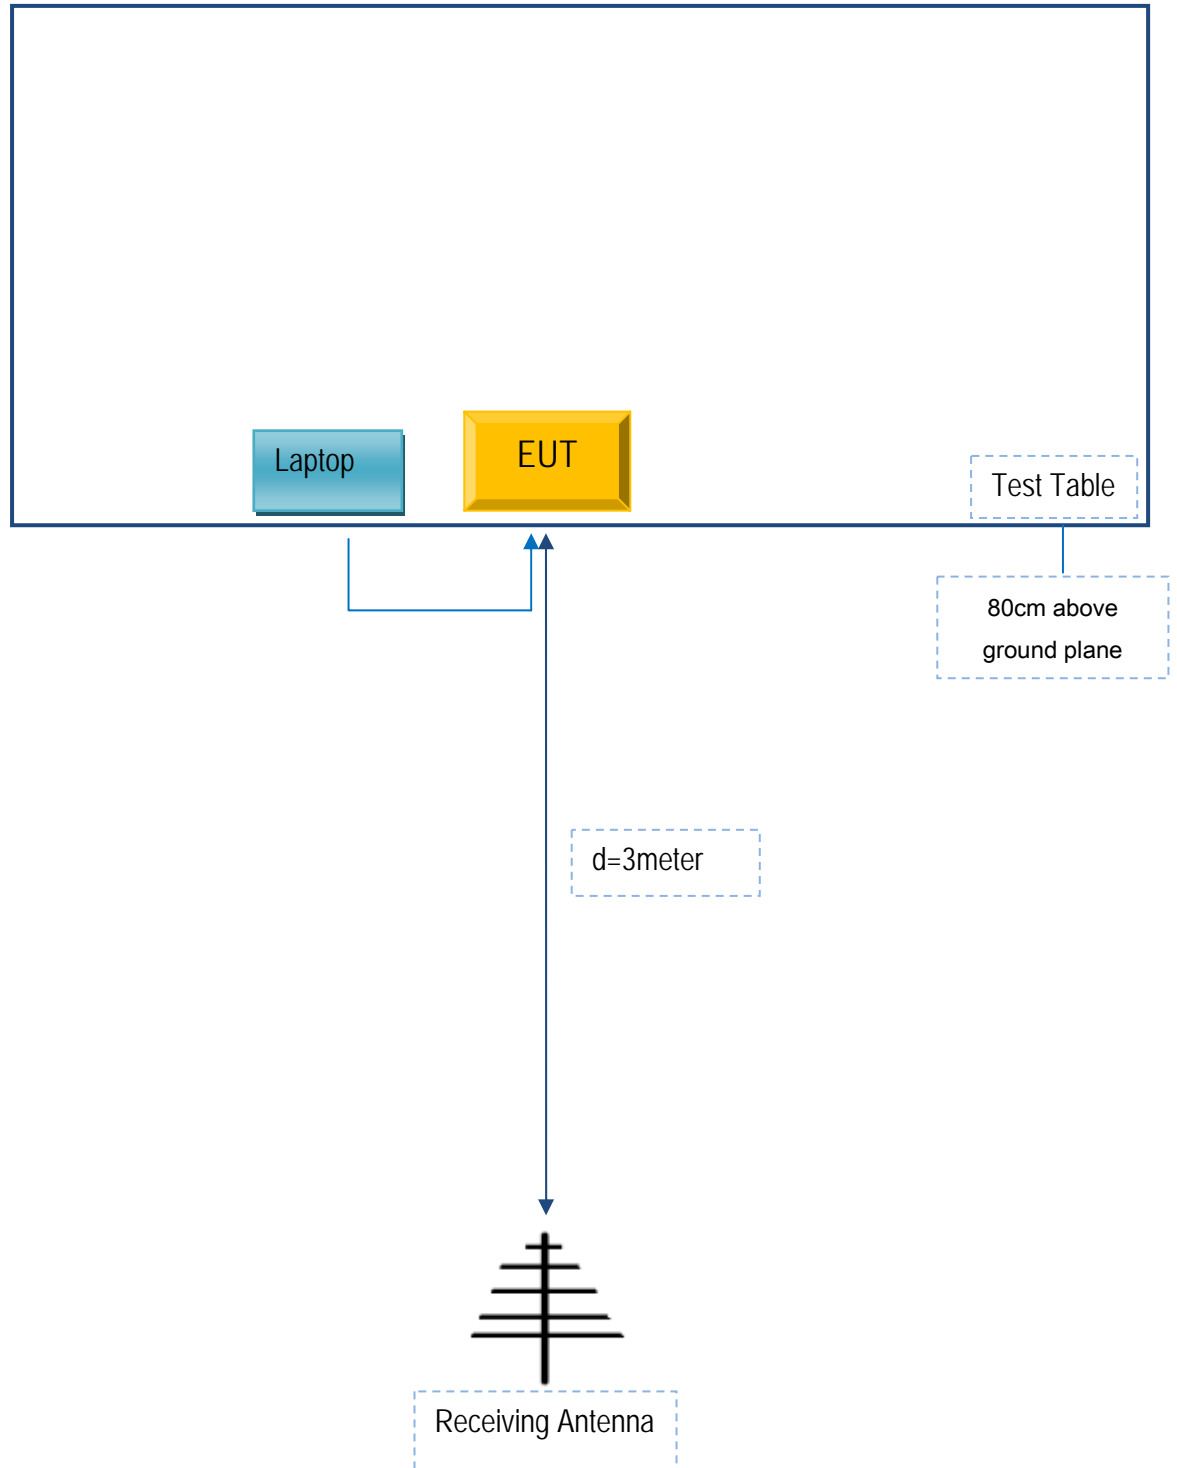 Laptop
EUT
Test Table
80cm above
ground plane
d=3meter
Receiving Antenna